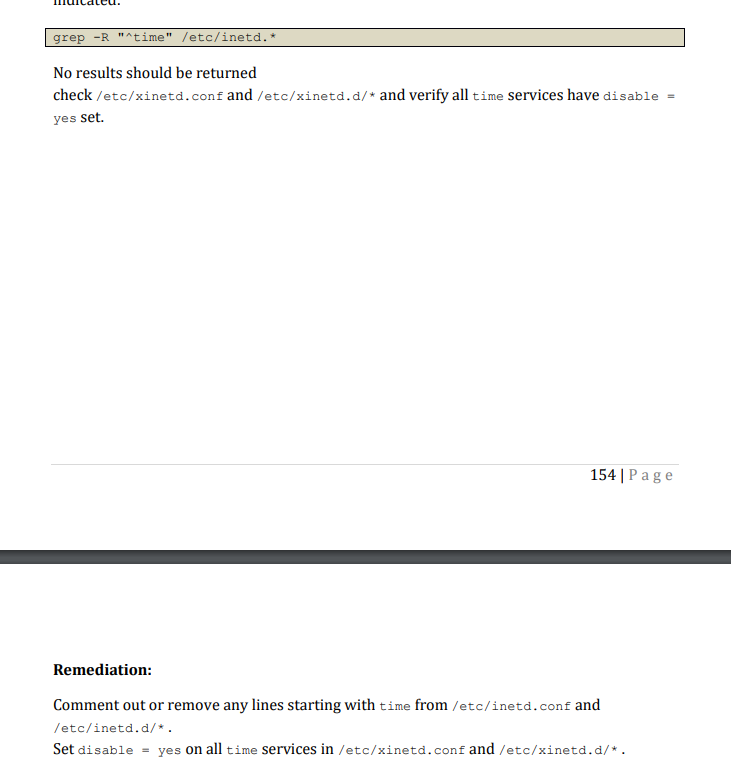 indicated:
grep -R "^time" /etc/inetd.*
No results should be returned
check /etc/xinetd.conf and /etc/xinetd.d/* and verify all time services have disable =
yes set.
154 | P a g e
Remediation:
Comment out or remove any lines starting with time from /etc/inetd.conf and
/etc/inetd.d/*.
Set disable = yes on all time services in /etc/xinetd.conf and /etc/xinetd.d/*.